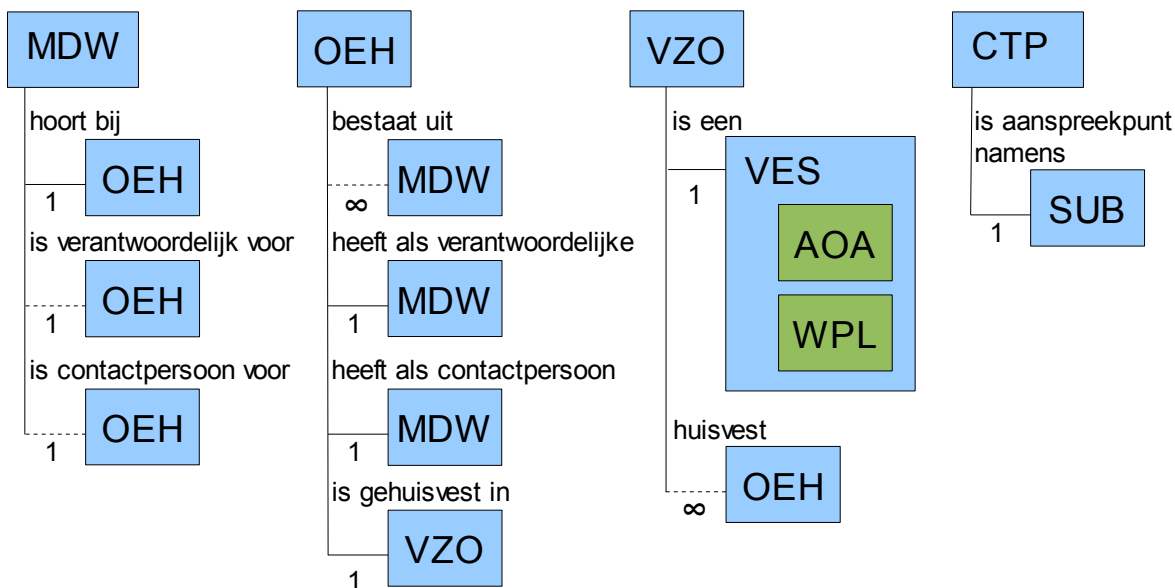 MDW
hoort bij
OEH
1
is verantwoordelijk voor
OEH
1
is contactpersoon voor
OEH
1
OEH
bestaat uit
MDW
∞
heeft als verantwoordelijke
MDW
1
heeft als contactpersoon
MDW
1
is gehuisvest in
VZO
1
VZO
is een
VES
1
AOA
WPL
huisvest
OEH
∞
CTP
is aanspreekpunt
namens
SUB
1